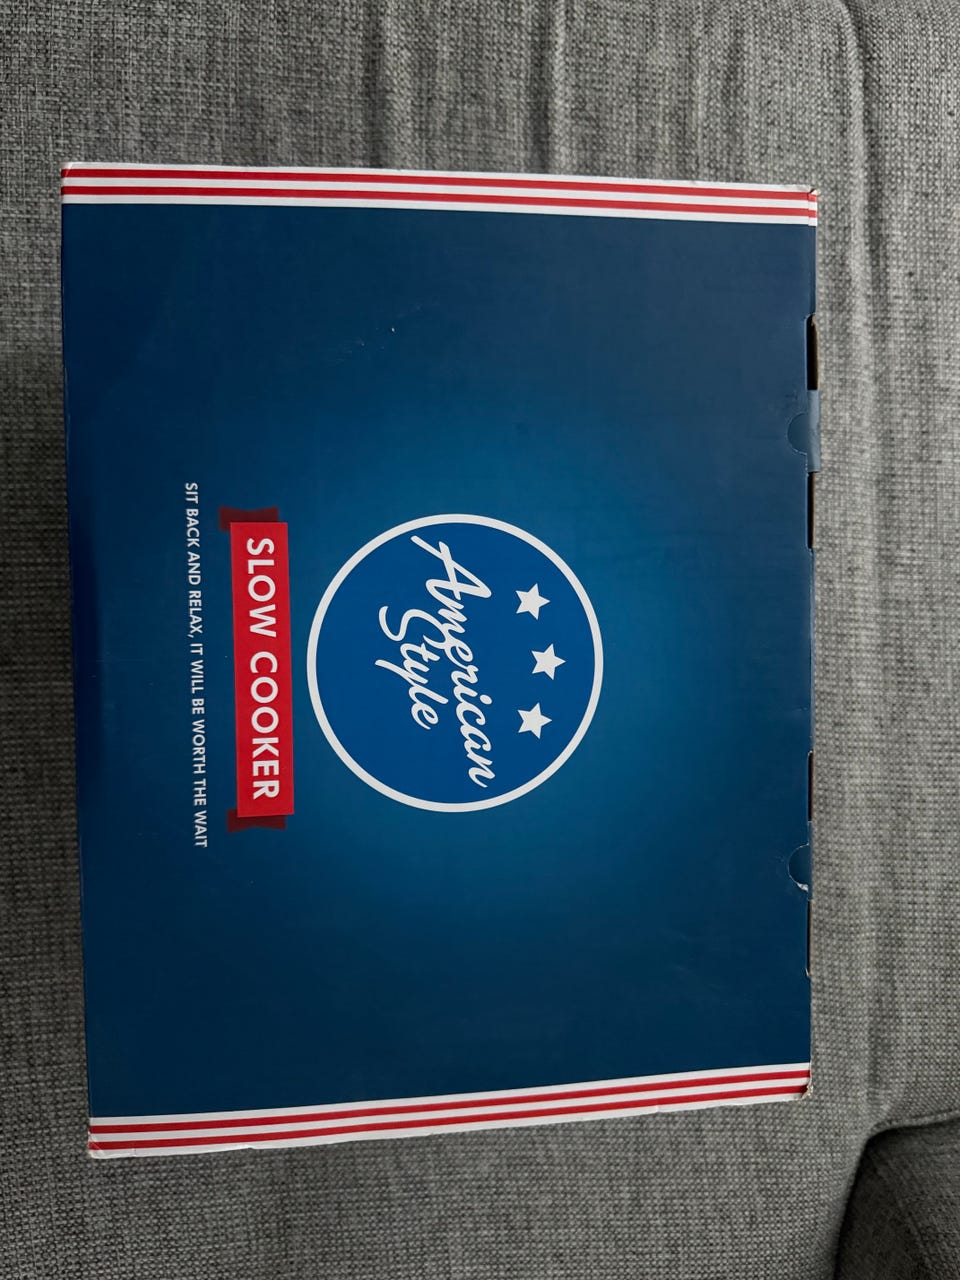 American
Style
SLOW COOKER
SIT BACK AND RELAX, IT WILL BE WORTH THE WAIT